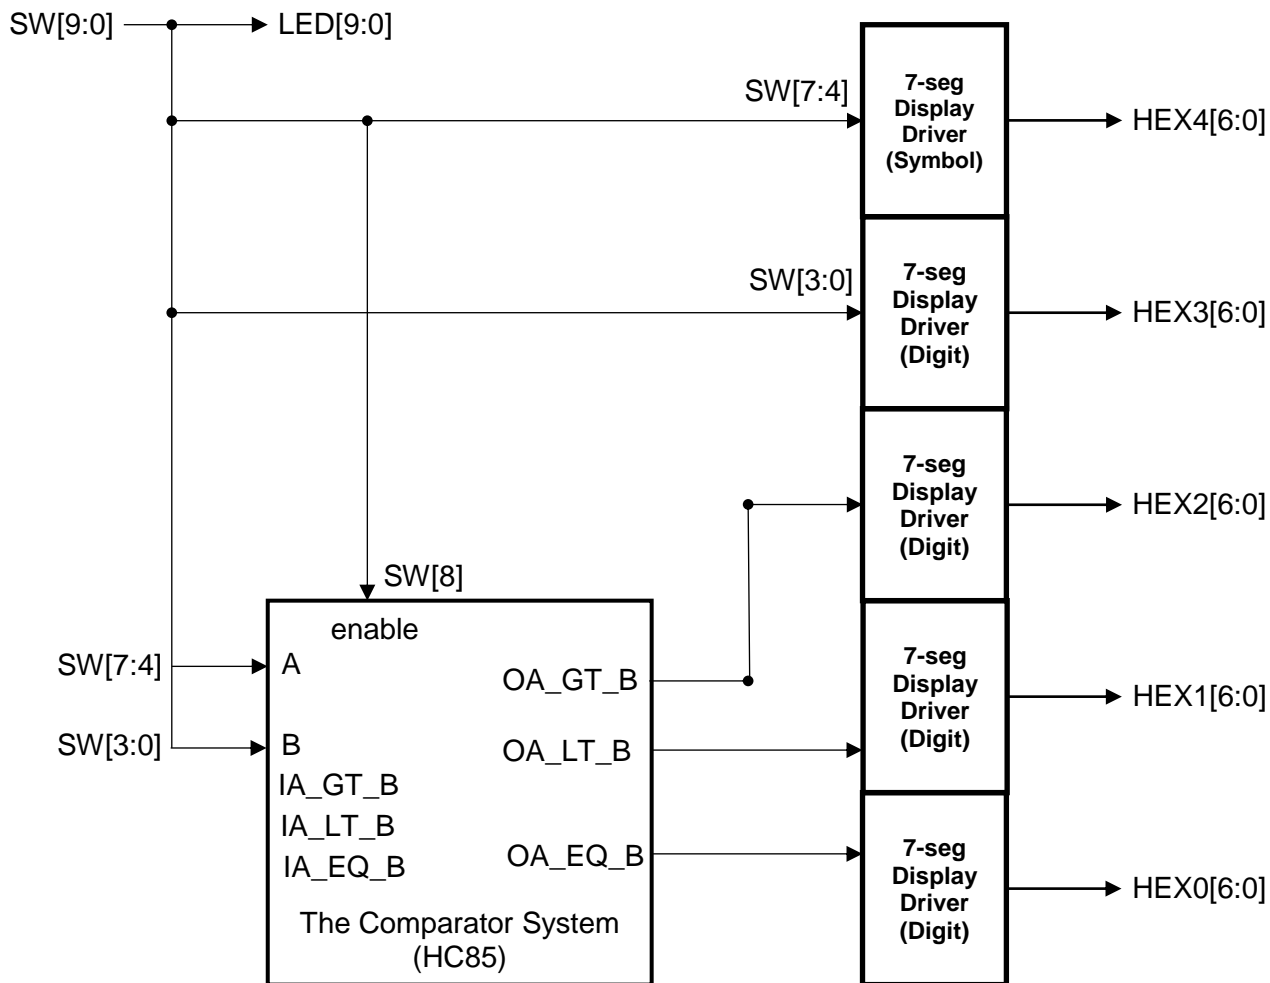 SW[9:0]
LED[9:0]
SW[7:4]
7-seg
Display
Driver
(Symbol)
HEX4[6:0]
SW[3:0]
7-seg
Display
Driver
(Digit)
HEX3[6:0]
7-seg
Display
Driver
(Digit)
HEX2[6:0]
SW[8]
enable
SW[7:4]
A
OA_GT_B
SW[3:0]
B
OA_LT_B
IA_GT_B
IA_LT_B
IA_EQ_B
OA_EQ_B
The Comparator System
(HC85)
7-seg
Display
Driver
(Digit)
HEX1[6:0]
7-seg
Display
Driver
(Digit)
HEX0[6:0]